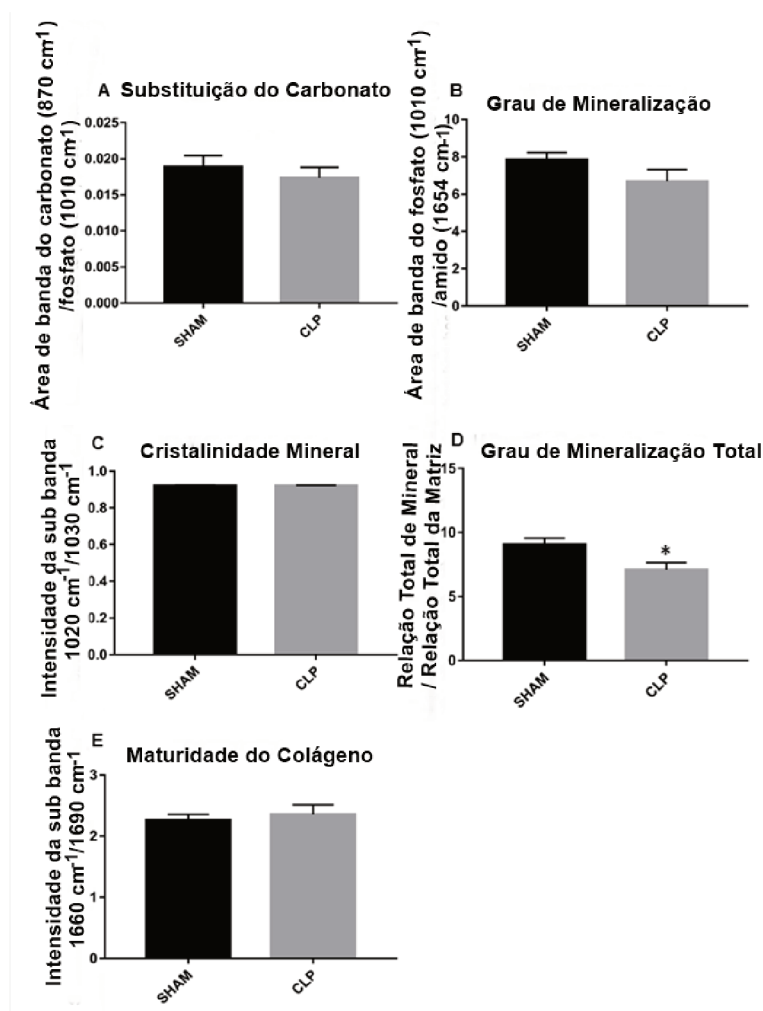 A Substituição do Carbonato
Área de banda do carbonato (870 cm-1)
/fosfato (1010 cm-1)
0.025
0.020
0.015
0.010
0.005
0.000
SHAM
CLP
B
Grau de Mineralização
Área de banda do fosfato (1010 cm-1)
/amido (1654 cm-1)
10
8
6
4
2
0
SHAM
CLP
C
Cristalinidade Mineral
Intensidade da sub banda
1020 cm-1/1030 cm-1
1.0
0.8
0.6
0.4
0.2
0.0
SHAM
CLP
D
Grau de Mineralização Total
Relação Total de Mineral
/ Relação Total da Matriz
15
10
5
0
*
SHAM
CLP
E
Maturidade do Colágeno
Intensidade da sub banda
1660 cm-1/1690 cm-1
3
2
1
0
SHAM
CLP